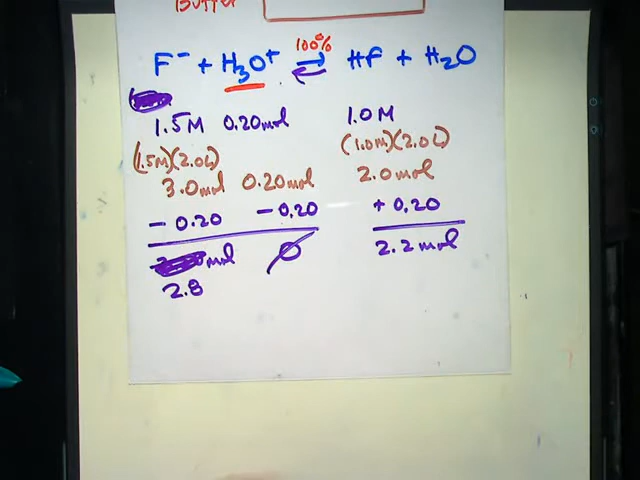 Buffer
100%
F⁻ + H₃O⁺ ⇌ HF + H₂O
1.5M 0.20mol 1.0M
(1.5M)(2.0L) (1.0M)(2.0L)
3.0mol 0.20mol 2.0mol
- 0.20 - 0.20 + 0.20
mol 0 2.2mol
2.8